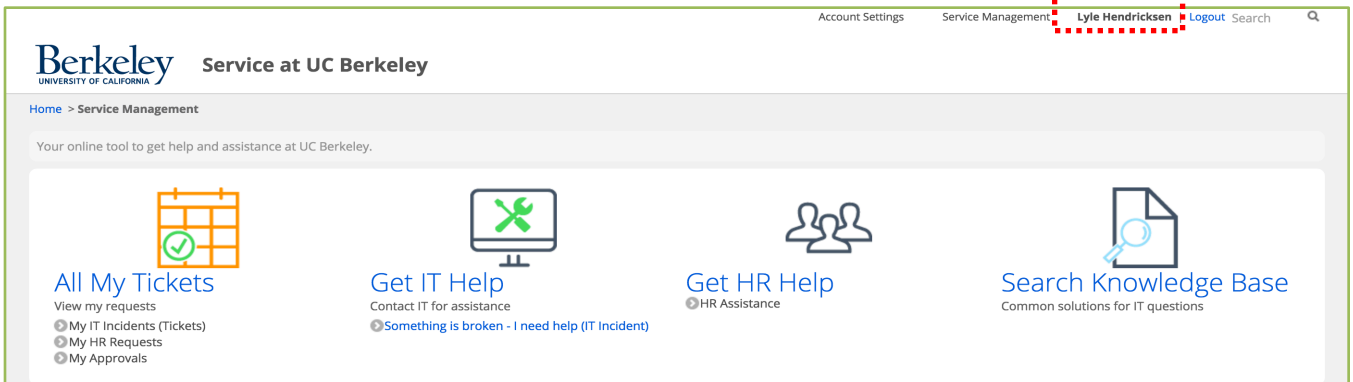 Account Settings Service Management Lyle Hendricksen Logout Search
Berkeley
UNIVERSITY OF CALIFORNIA
Service at UC Berkeley
Home > Service Management
Your online tool to get help and assistance at UC Berkeley.
All My Tickets
View my requests
My IT Incidents (Tickets)
My HR Requests
My Approvals
Get IT Help
Contact IT for assistance
Something is broken - I need help (IT Incident)
Get HR Help
HR Assistance
Search Knowledge Base
Common solutions for IT questions